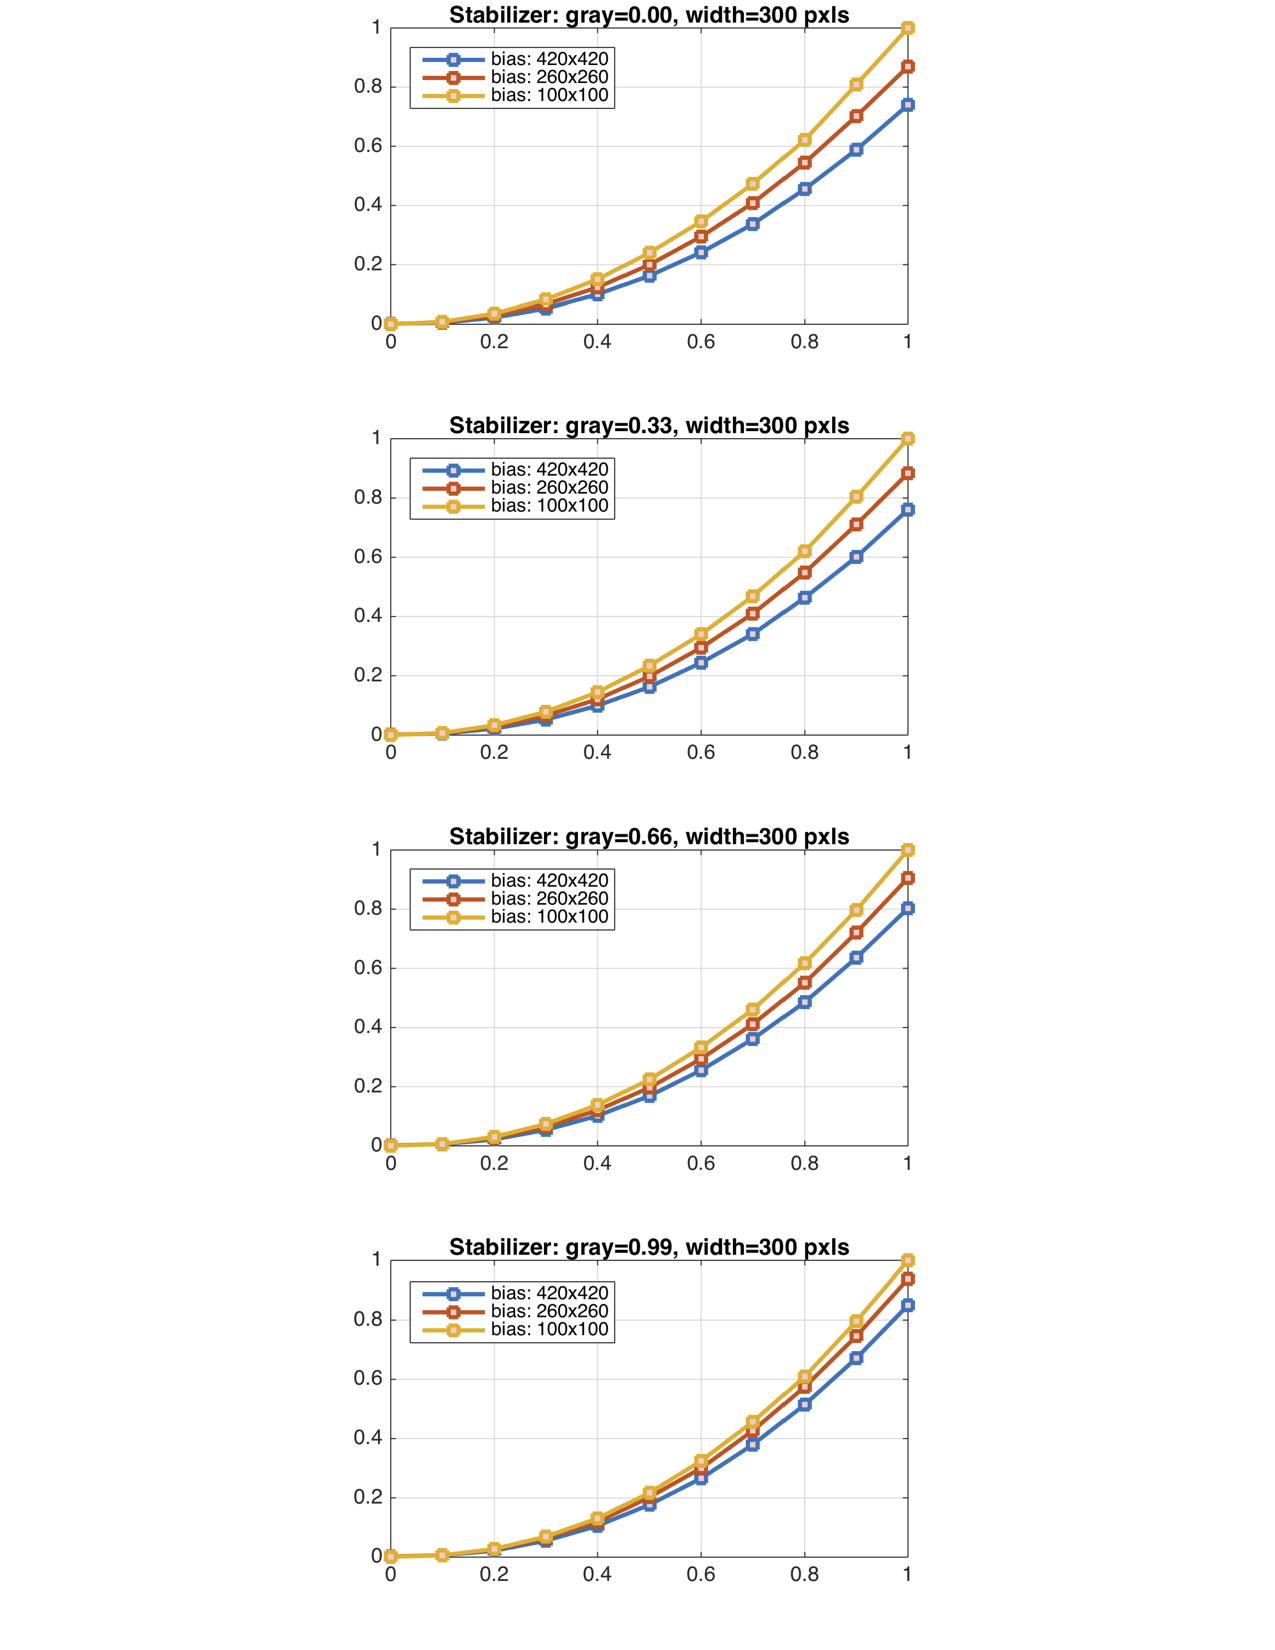 Stabilizer: gray=0.00, width=300 pxls
1
bias: 420x420
bias: 260x260
bias: 100x100
0.8
0.6
0.4
0.2
0
0 0.2 0.4 0.6 0.8 1
Stabilizer: gray=0.33, width=300 pxls
1
bias: 420x420
bias: 260x260
bias: 100x100
0.8
0.6
0.4
0.2
0
0 0.2 0.4 0.6 0.8 1
Stabilizer: gray=0.66, width=300 pxls
1
bias: 420x420
bias: 260x260
bias: 100x100
0.8
0.6
0.4
0.2
0
0 0.2 0.4 0.6 0.8 1
Stabilizer: gray=0.99, width=300 pxls
1
bias: 420x420
bias: 260x260
bias: 100x100
0.8
0.6
0.4
0.2
0
0 0.2 0.4 0.6 0.8 1